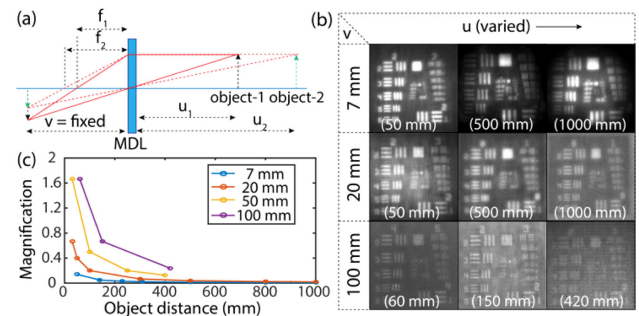 (a)
f1
f2
object-1 object-2
v = fixed
u1
u2
MDL
(b)
u (varied)
v
7 mm
(50 mm)
(500 mm)
(1000 mm)
20 mm
(50 mm)
(500 mm)
(1000 mm)
100 mm
(60 mm)
(150 mm)
(420 mm)
(c)
Magnification
2
1.6
1.2
0.8
0.4
0
7 mm
20 mm
50 mm
100 mm
0 200 400 600 800 1000
Object distance (mm)